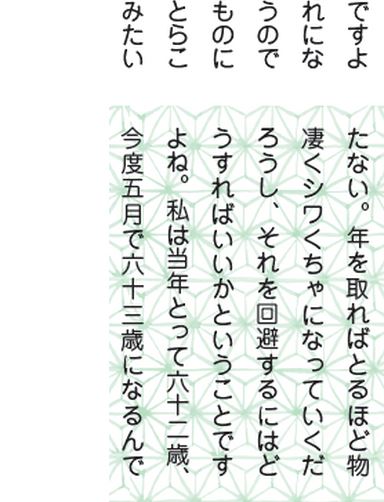 ですよ
れにな
うので
ものに
とらこ
みたい
たない。年を取ればとるほど物
凄くシワくちゃになっていくだ
ろうし、それを回避するにはど
うすればいいかということです
よね。私は当年とって六十二歳、
今度五月で六十三歳になるんで